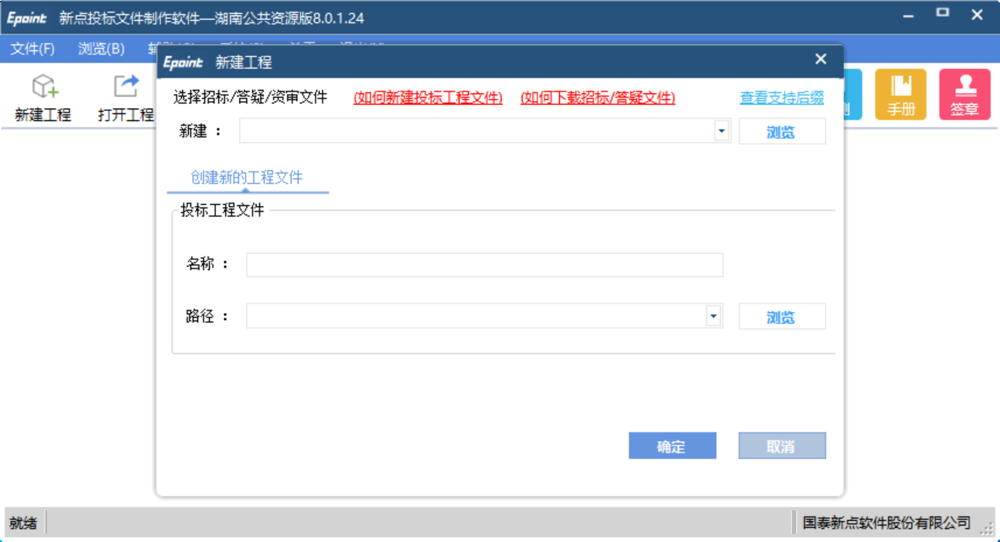 Epoint 新点投标文件制作软件—湖南公共资源版8.0.1.24
文件(F) 浏览(B)
新建工程 打开工程 手册 签章
Epoint 新建工程
选择招标/答疑/资审文件 (如何新建投标工程文件) (如何下载招标/答疑文件) 查看支持后缀
新建 ： 浏览
创建新的工程文件
投标工程文件
名称 ：
路径 ： 浏览
确定 取消
就绪 国泰新点软件股份有限公司